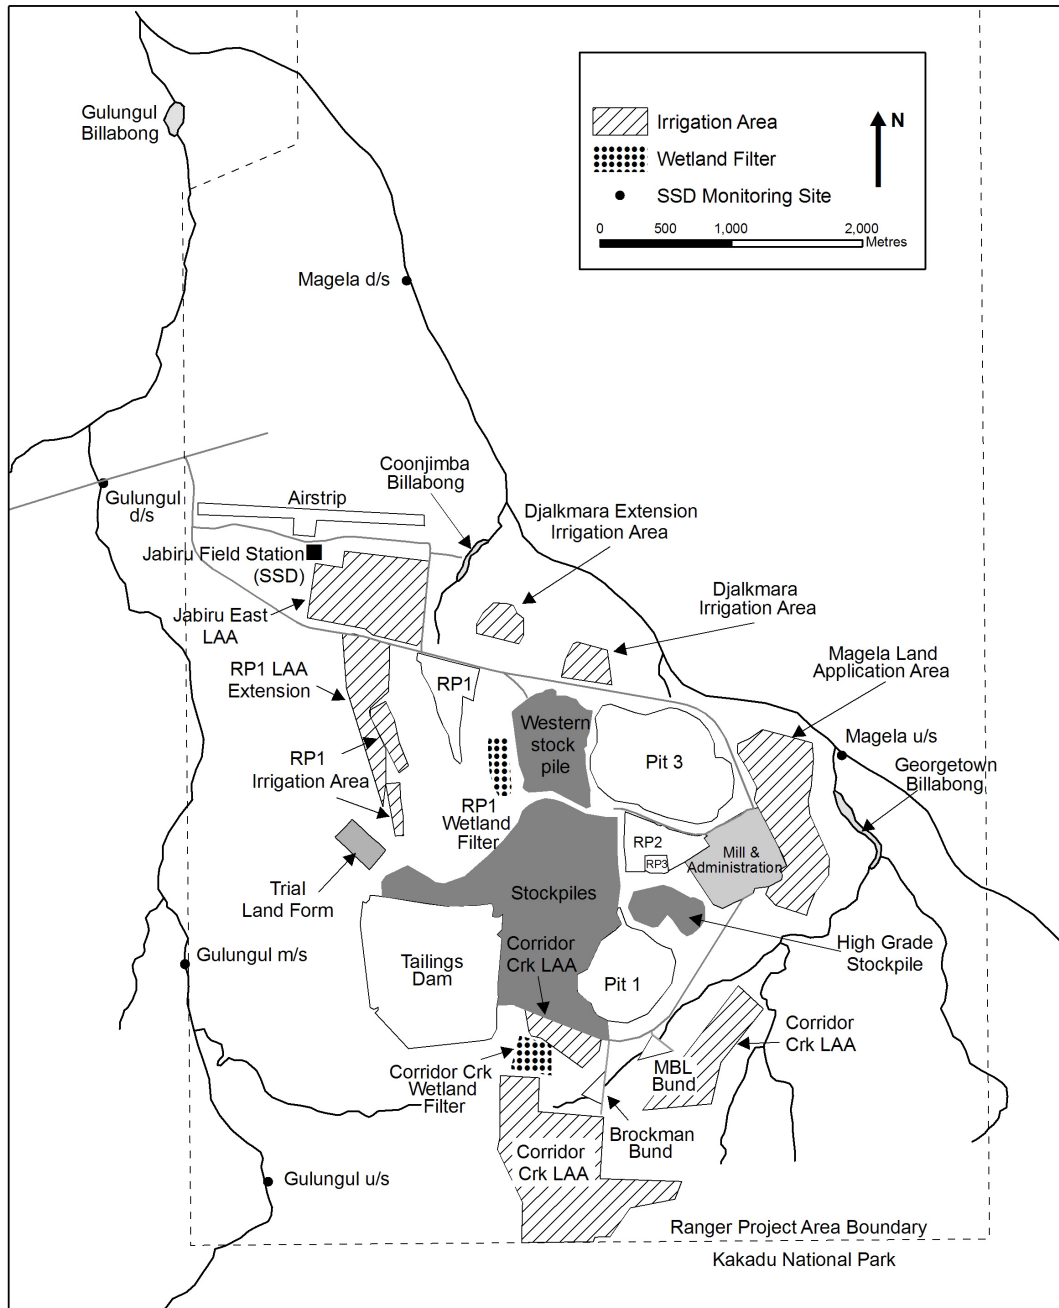 Gulungul
Billabong
Irrigation Area
Wetland Filter
SSD Monitoring Site
N
0 500 1,000 2,000
Metres
Magela d/s
Coonjimba
Billabong
Gulungul
d/s
Airstrip
Djalkmara Extension
Irrigation Area
Jabiru Field Station
(SSD)
Djalkmara
Irrigation Area
Jabiru East
LAA
Magela Land
Application Area
RP1 LAA
Extension
RP1
Western
stock
pile
Magela u/s
Georgetown
Billabong
RP1
Irrigation Area
Pit 3
RP1
Wetland
Filter
RP2
RP3
Mill &
Administration
Trial
Land Form
Stockpiles
High Grade
Stockpile
Gulungul m/s
Tailings
Dam
Corridor
Crk LAA
Pit 1
Corridor
Crk LAA
MBL
Bund
Corridor Crk
Wetland
Filter
Brockman
Bund
Corridor
Crk LAA
Gulungul u/s
Ranger Project Area Boundary
Kakadu National Park